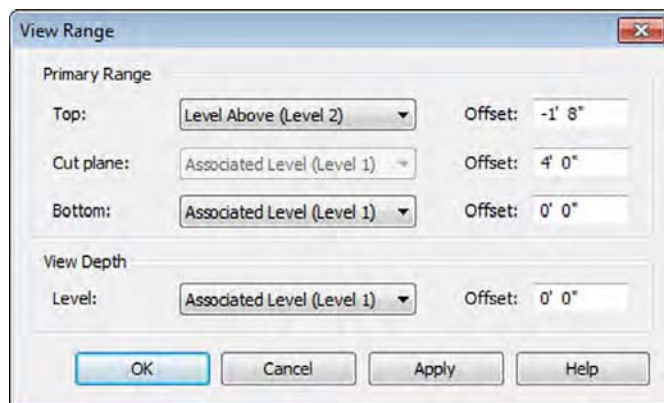 View Range
Primary Range
Top: Level Above (Level 2) Offset: -1' 8"
Cut plane: Associated Level (Level 1) Offset: 4' 0"
Bottom: Associated Level (Level 1) Offset: 0' 0"
View Depth
Level: Associated Level (Level 1) Offset: 0' 0"
OK Cancel Apply Help